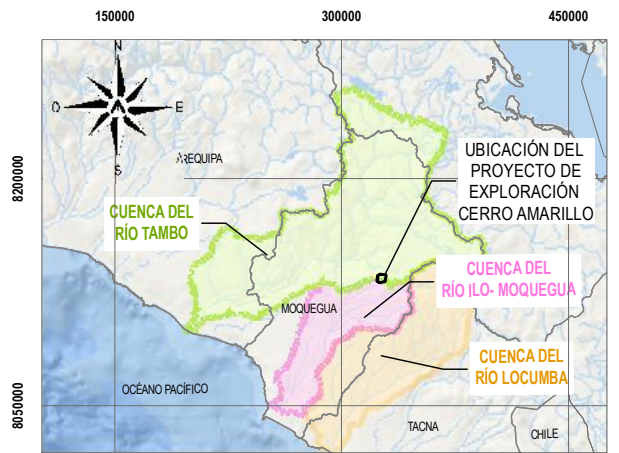 150000
300000
450000
N
O
A
E
S
8200000
8050000
AREQUIPA
UBICACIÓN DEL
PROYECTO DE
EXPLORACIÓN
CERRO AMARILLO
CUENCA DEL
RÍO TAMBO
CUENCA DEL
RÍO ILO- MOQUEGUA
MOQUEGUA
CUENCA DEL
RÍO LOCUMBA
OCÉANO PACÍFICO
TACNA
CHILE